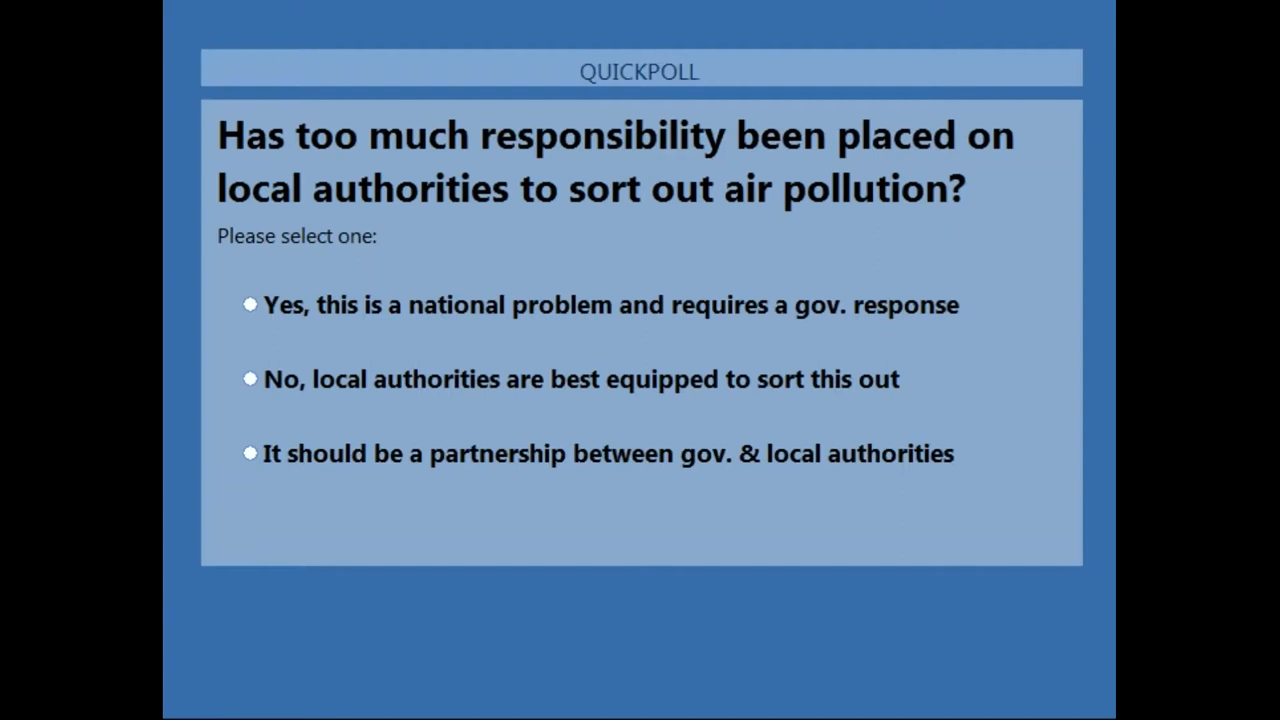 QUICKPOLL
Has too much responsibility been placed on
local authorities to sort out air pollution?
Please select one:
Yes, this is a national problem and requires a gov. response
No, local authorities are best equipped to sort this out
It should be a partnership between gov. & local authorities